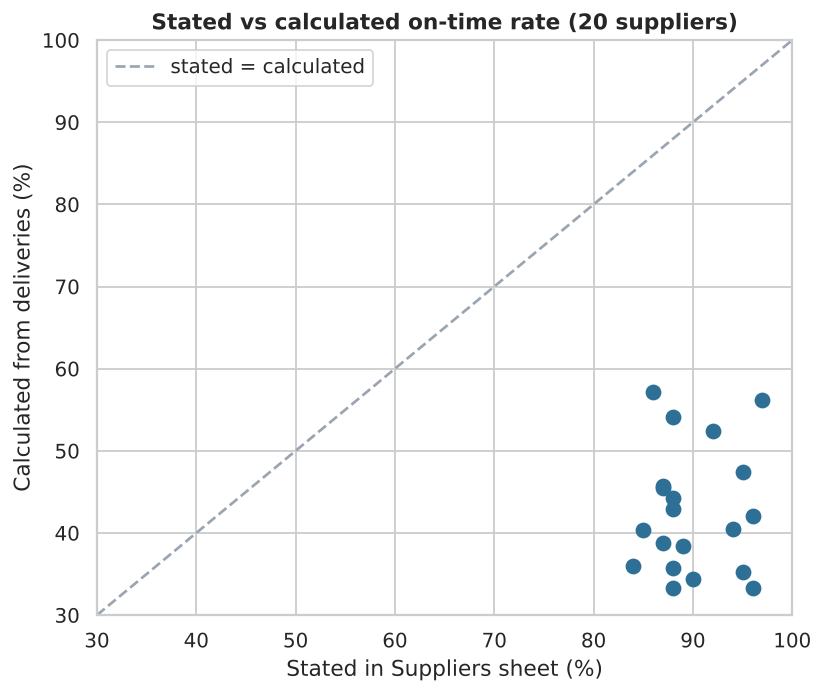 Stated vs calculated on-time rate (20 suppliers)
stated = calculated
Calculated from deliveries (%)
100
90
80
70
60
50
40
30
30 40 50 60 70 80 90 100
Stated in Suppliers sheet (%)